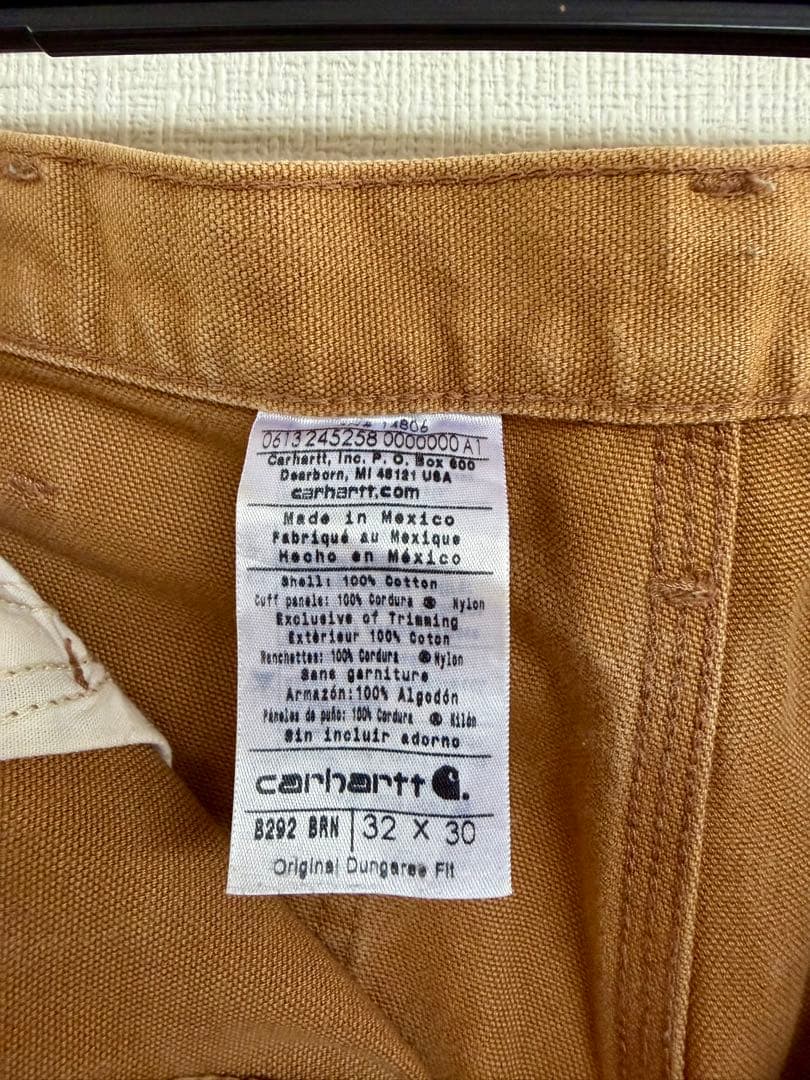 14806
0613245258 0000000 A1
Carhartt, Inc. P. O. Box 600
Dearborn, MI 48121 USA
carhartt.com
Made in Mexico
Fabriqué au Mexique
Hecho en México
Shell: 100% Cotton
Cuff panels: 100% Cordura ® Nylon
Exclusive of Trimming
Extérieur 100% Coton
Manchettes: 100% Cordura ® Nylon
Sans garniture
Armazón: 100% Algodón
Páneles de puño: 100% Cordura ® Nilón
Sin incluir adorno
carhartt
B292 BRN 32 X 30
Original Dungaree Fit